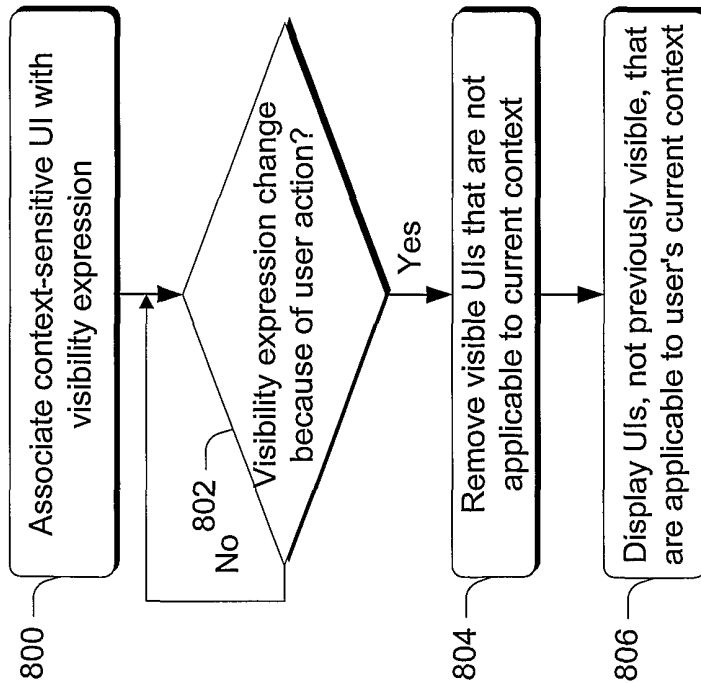 800
Associate context-sensitive UI with
visibility expression
802
No
Visibility expression change
because of user action?
Yes
804
Remove visible UIs that are not
applicable to current context
806
Display UIs, not previously visible, that
are applicable to user's current context